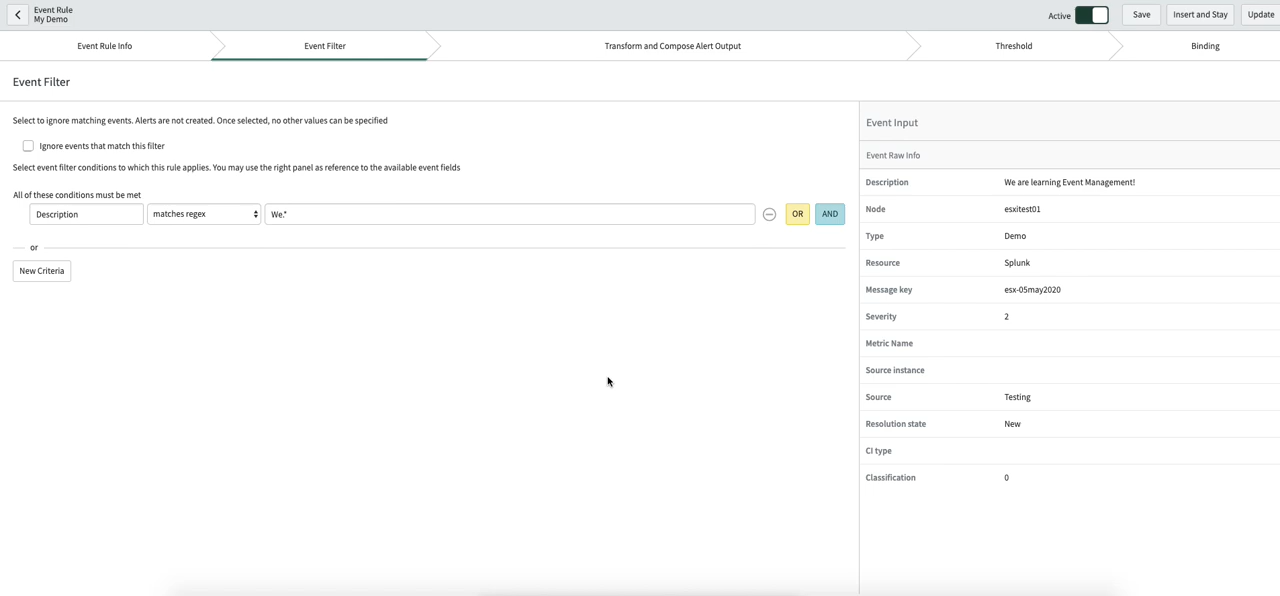 Event Rule
My Demo
Active
Save
Insert and Stay
Update
Event Rule Info
Event Filter
Transform and Compose Alert Output
Threshold
Binding
Event Filter
Select to ignore matching events. Alerts are not created. Once selected, no other values can be specified
Ignore events that match this filter
Select event filter conditions to which this rule applies. You may use the right panel as reference to the available event fields
All of these conditions must be met
Description matches regex We.* OR AND
or
New Criteria
Event Input
Event Raw Info
Description We are learning Event Management!
Node esxitest01
Type Demo
Resource Splunk
Message key esx-05may2020
Severity 2
Metric Name
Source instance
Source Testing
Resolution state New
CI type
Classification 0